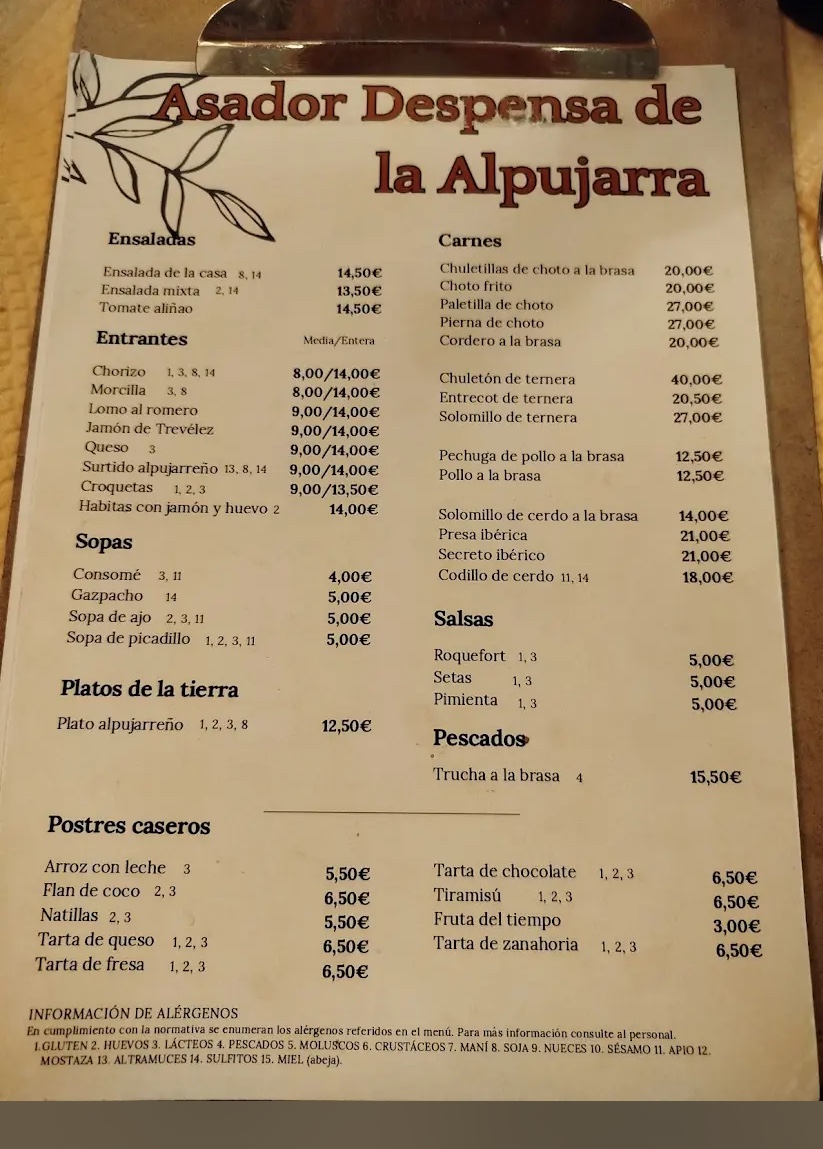 Asador Despensa de
la Alpujarra
Ensaladas
Ensalada de la casa 8, 14 14,50€
Ensalada mixta 2, 14 13,50€
Tomate aliñao 14,50€
Entrantes Media/Entera
Chorizo 1, 3, 8, 14 8,00/14,00€
Morcilla 3, 8 8,00/14,00€
Lomo al romero 9,00/14,00€
Jamón de Trevélez 9,00/14,00€
Queso 3 9,00/14,00€
Surtido alpujarreño 13, 8, 14 9,00/14,00€
Croquetas 1, 2, 3 9,00/13,50€
Habitas con jamón y huevo 2 14,00€
Sopas
Consomé 3, 11 4,00€
Gazpacho 14 5,00€
Sopa de ajo 2, 3, 11 5,00€
Sopa de picadillo 1, 2, 3, 11 5,00€
Platos de la tierra
Plato alpujarreño 1, 2, 3, 8 12,50€
Carnes
Chuletillas de choto a la brasa 20,00€
Choto frito 20,00€
Paletilla de choto 27,00€
Pierna de choto 27,00€
Cordero a la brasa 20,00€
Chuletón de ternera 40,00€
Entrecot de ternera 20,50€
Solomillo de ternera 27,00€
Pechuga de pollo a la brasa 12,50€
Pollo a la brasa 12,50€
Solomillo de cerdo a la brasa 14,00€
Presa ibérica 21,00€
Secreto ibérico 21,00€
Codillo de cerdo 11, 14 18,00€
Salsas
Roquefort 1, 3 5,00€
Setas 1, 3 5,00€
Pimienta 1, 3 5,00€
Pescados
Trucha a la brasa 4 15,50€
Postres caseros
Arroz con leche 3 5,50€
Flan de coco 2, 3 6,50€
Natillas 2, 3 5,50€
Tarta de queso 1, 2, 3 6,50€
Tarta de fresa 1, 2, 3 6,50€
Tarta de chocolate 1, 2, 3 6,50€
Tiramisú 1, 2, 3 6,50€
Fruta del tiempo 3,00€
Tarta de zanahoria 1, 2, 3 6,50€
INFORMACIÓN DE ALÉRGENOS
En cumplimiento con la normativa se enumeran los alérgenos referidos en el menú. Para más información consulte al personal.
1.GLUTEN 2. HUEVOS 3. LÁCTEOS 4. PESCADOS 5. MOLUSCOS 6. CRUSTÁCEOS 7. MANÍ 8. SOJA 9. NUECES 10. SÉSAMO 11. APIO 12.
MOSTAZA 13. ALTRAMUCES 14. SULFITOS 15. MIEL (abeja).